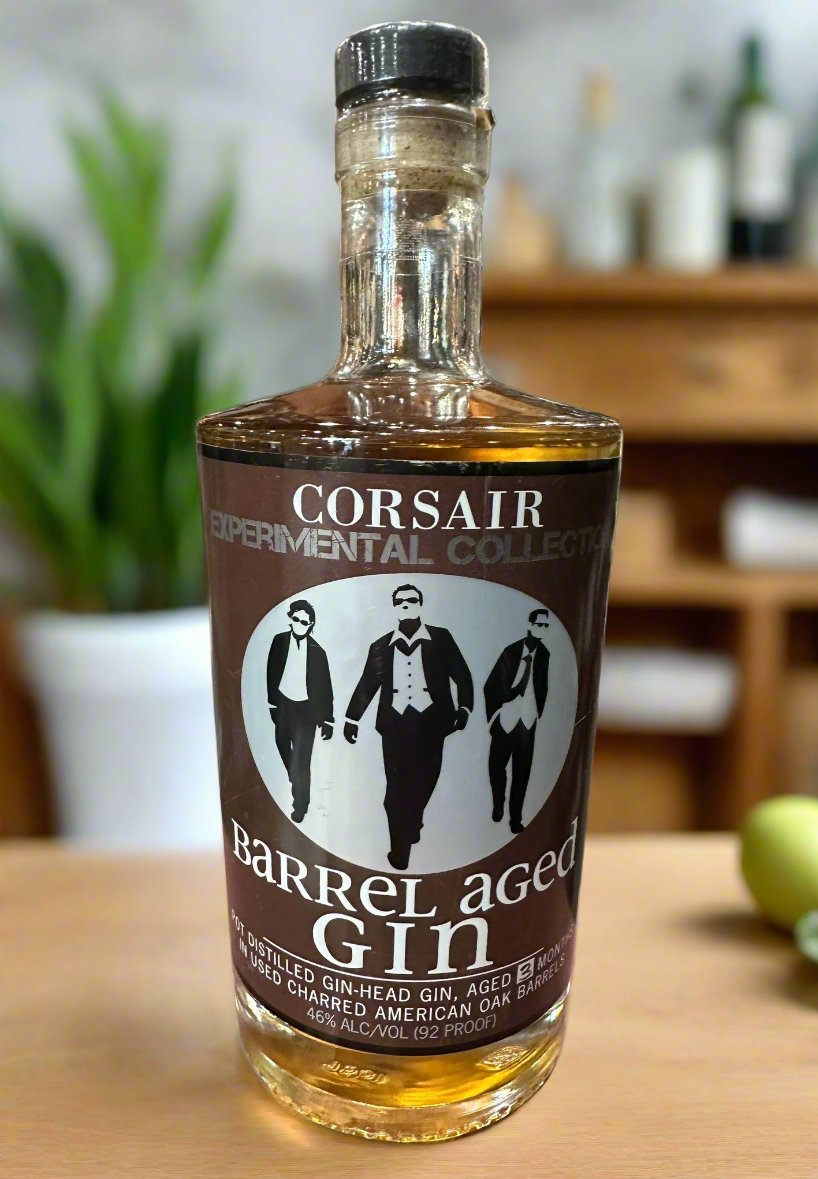 CORSAIR
EXPERIMENTAL COLLECTIO
BARREL AGED
GIN
POT DISTILLED GIN-HEAD GIN, AGED 3 MONTHS
IN USED CHARRED AMERICAN OAK BARRELS
46% ALC/VOL (92 PROOF)